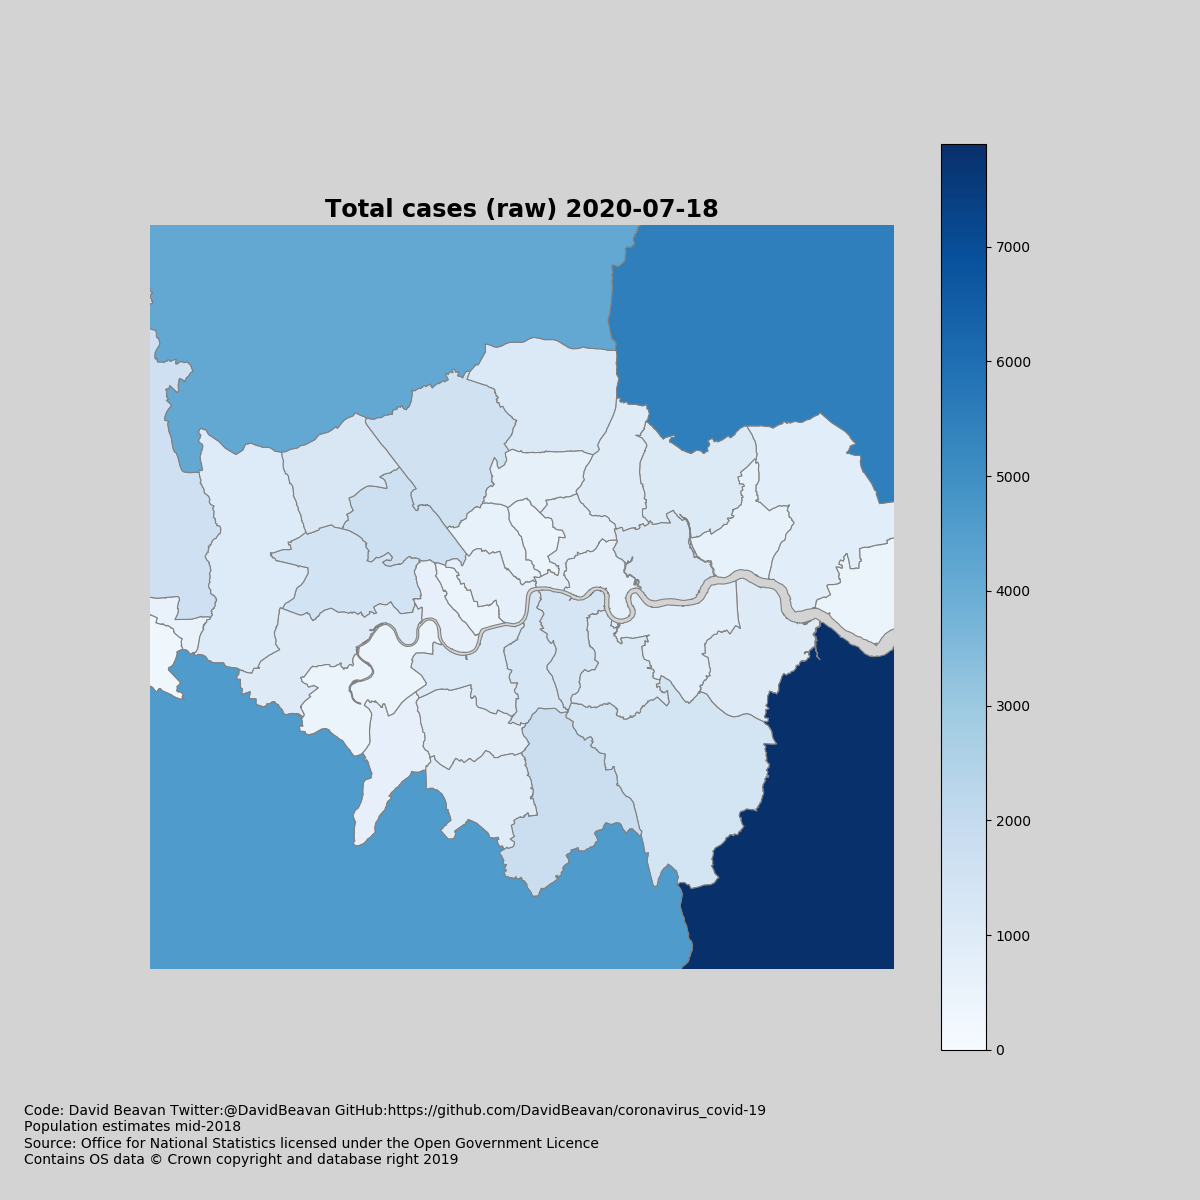 Total cases (raw) 2020-07-18
7000
6000
5000
4000
3000
2000
1000
0
Code: David Beavan Twitter:@DavidBeavan GitHub:https://github.com/DavidBeavan/coronavirus_covid-19
Population estimates mid-2018
Source: Office for National Statistics licensed under the Open Government Licence
Contains OS data © Crown copyright and database right 2019